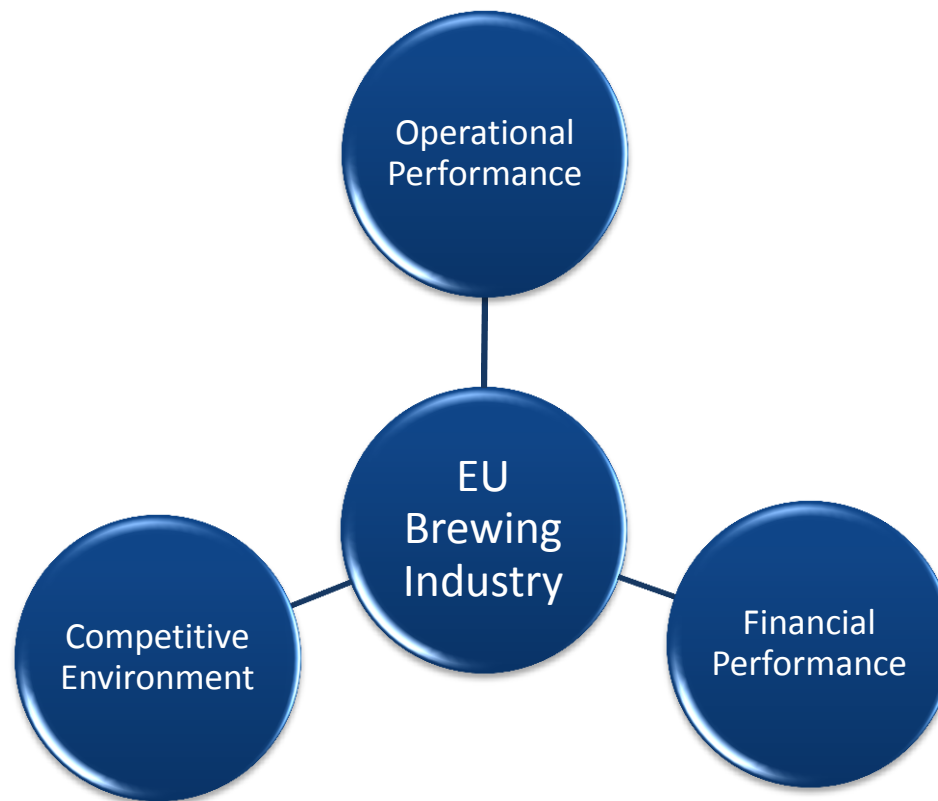 Operational
Performance
EU
Brewing
Industry
Competitive
Environment
Financial
Performance